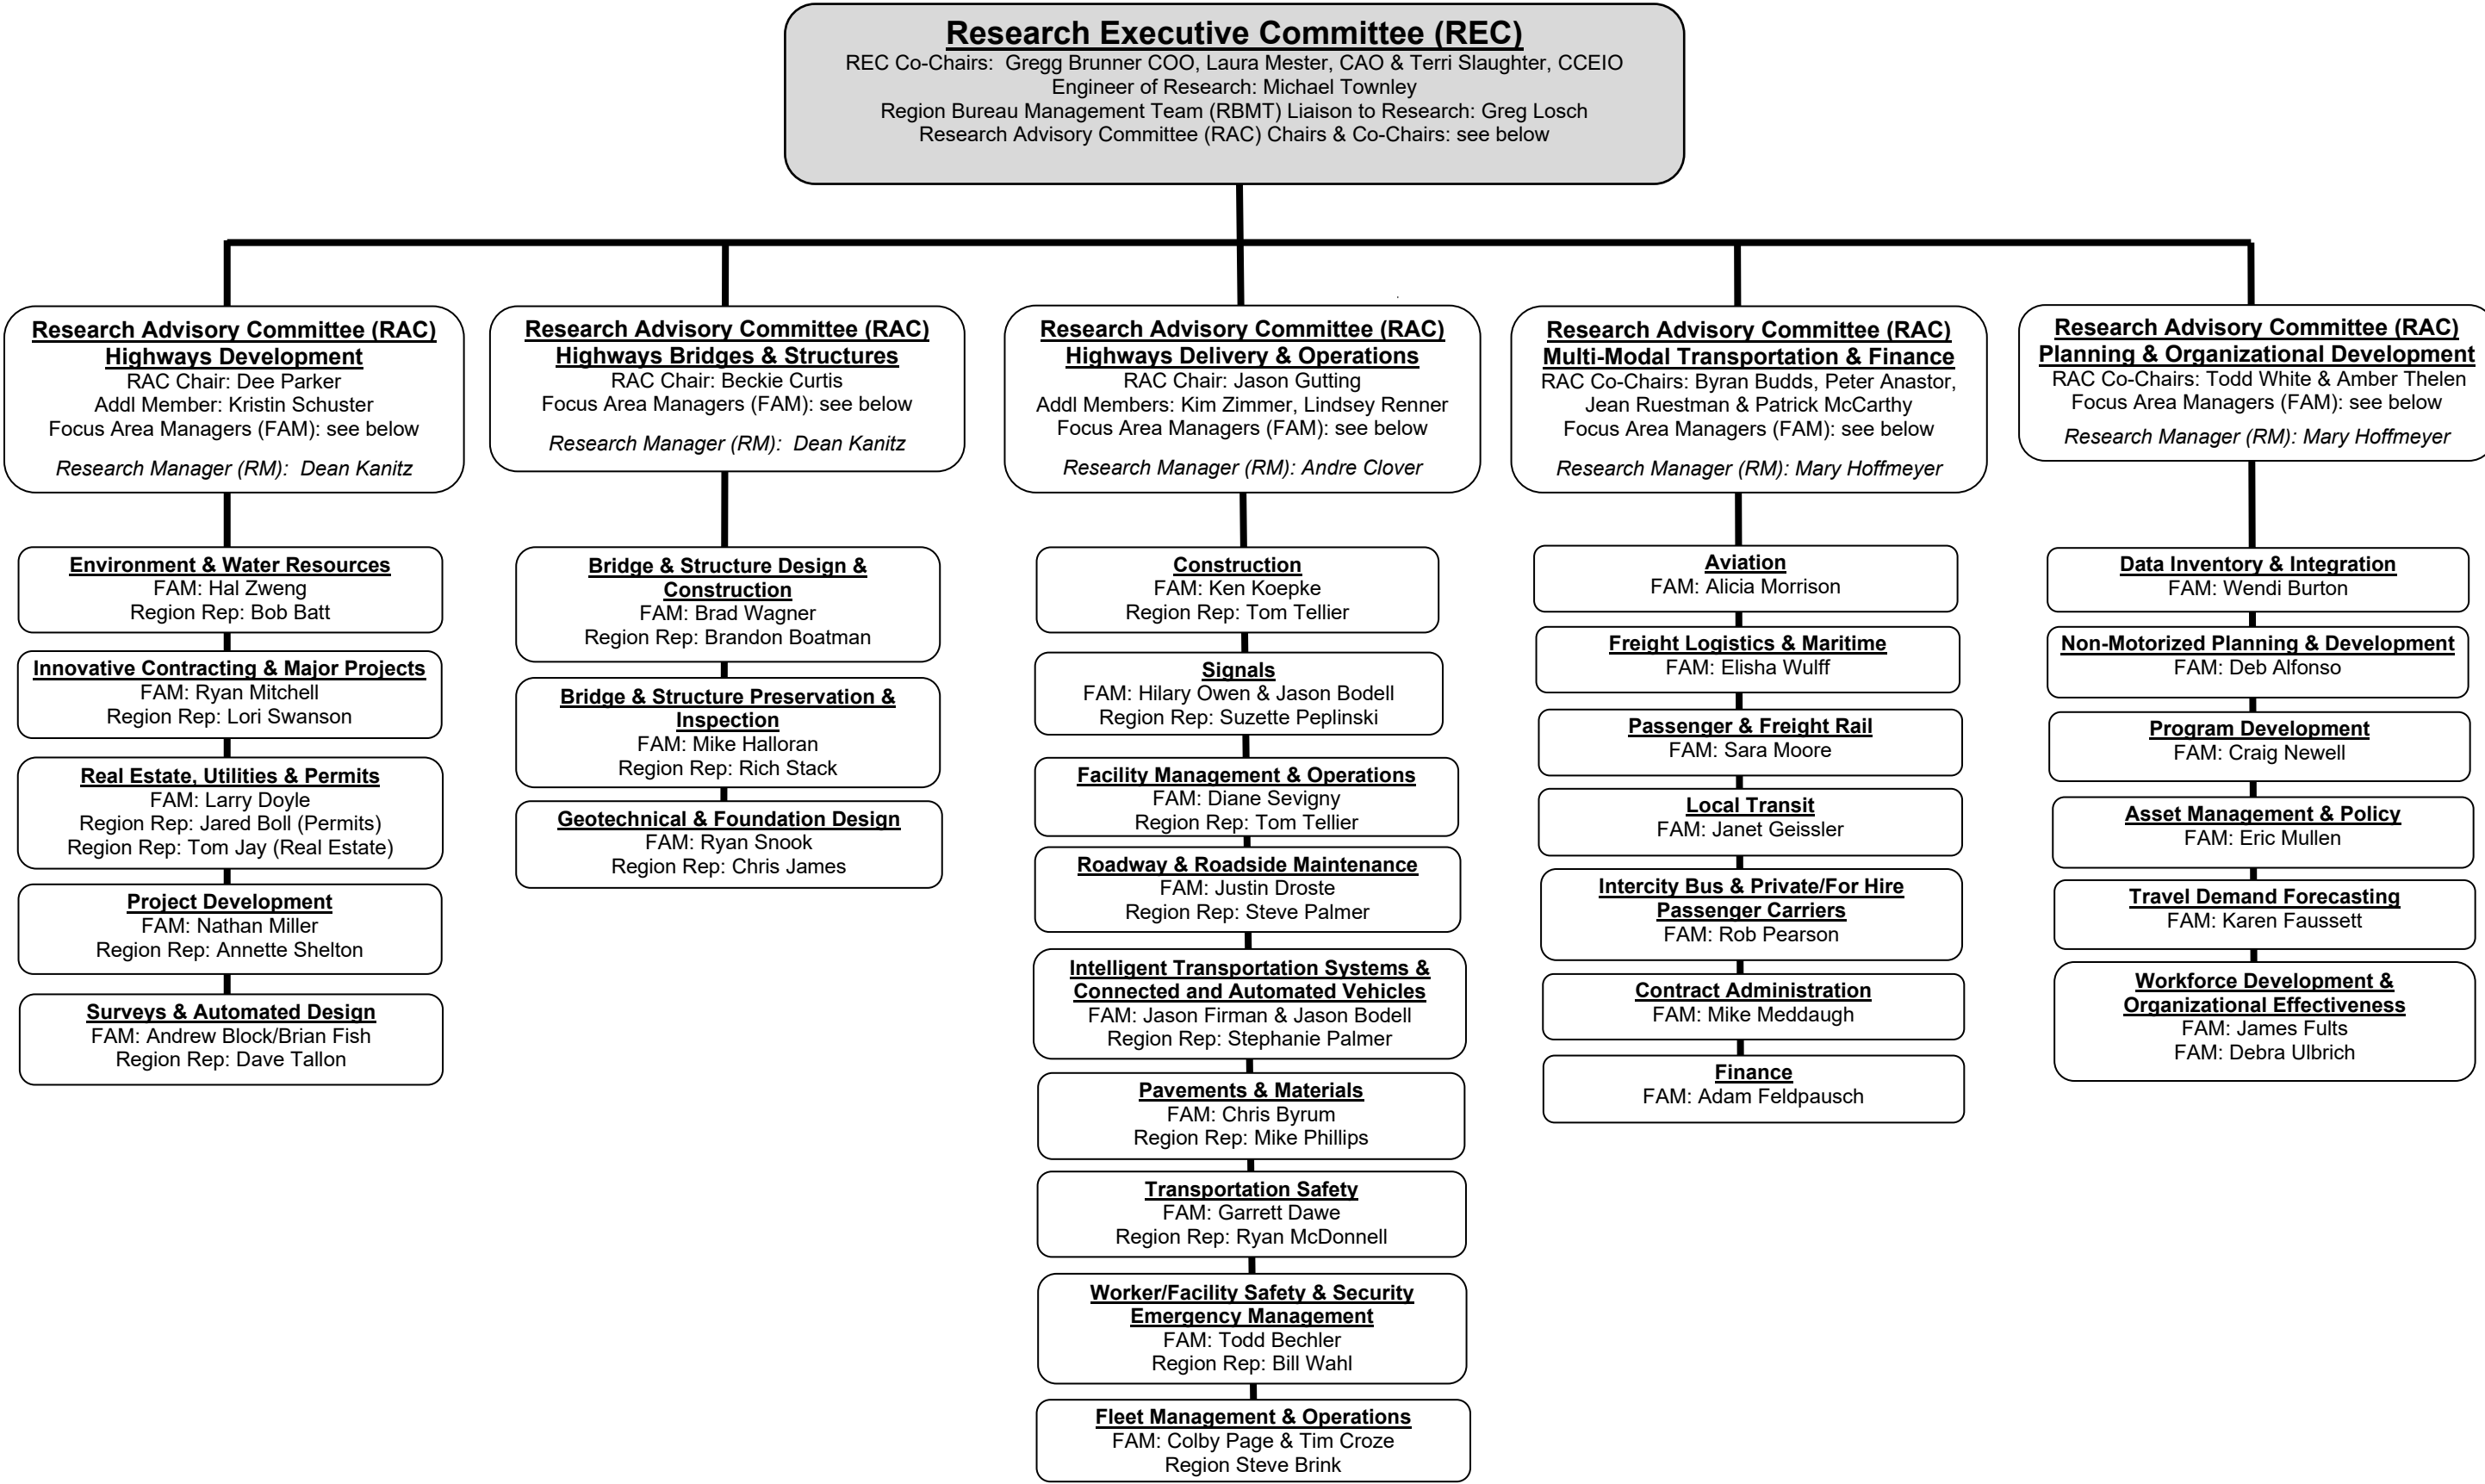 Research Executive Committee (REC)
REC Co-Chairs: Gregg Brunner COO, Laura Mester, CAO & Terri Slaughter, CCEIO
Engineer of Research: Michael Townley
Region Bureau Management Team (RBMT) Liaison to Research: Greg Losch
Research Advisory Committee (RAC) Chairs & Co-Chairs: see below
Research Advisory Committee (RAC)
Highways Development
RAC Chair: Dee Parker
Addl Member: Kristin Schuster
Focus Area Managers (FAM): see below
Research Manager (RM): Dean Kanitz
Environment & Water Resources
FAM: Hal Zweng
Region Rep: Bob Batt
Innovative Contracting & Major Projects
FAM: Ryan Mitchell
Region Rep: Lori Swanson
Real Estate, Utilities & Permits
FAM: Larry Doyle
Region Rep: Jared Boll (Permits)
Region Rep: Tom Jay (Real Estate)
Project Development
FAM: Nathan Miller
Region Rep: Annette Shelton
Surveys & Automated Design
FAM: Andrew Block/Brian Fish
Region Rep: Dave Tallon
Research Advisory Committee (RAC)
Highways Bridges & Structures
RAC Chair: Beckie Curtis
Focus Area Managers (FAM): see below
Research Manager (RM): Dean Kanitz
Bridge & Structure Design &
Construction
FAM: Brad Wagner
Region Rep: Brandon Boatman
Bridge & Structure Preservation &
Inspection
FAM: Mike Halloran
Region Rep: Rich Stack
Geotechnical & Foundation Design
FAM: Ryan Snook
Region Rep: Chris James
Research Advisory Committee (RAC)
Highways Delivery & Operations
RAC Chair: Jason Gutting
Addl Members: Kim Zimmer, Lindsey Renner
Focus Area Managers (FAM): see below
Research Manager (RM): Andre Clover
Construction
FAM: Ken Koepke
Region Rep: Tom Tellier
Signals
FAM: Hilary Owen & Jason Bodell
Region Rep: Suzette Peplinski
Facility Management & Operations
FAM: Diane Sevigny
Region Rep: Tom Tellier
Roadway & Roadside Maintenance
FAM: Justin Droste
Region Rep: Steve Palmer
Intelligent Transportation Systems &
Connected and Automated Vehicles
FAM: Jason Firman & Jason Bodell
Region Rep: Stephanie Palmer
Pavements & Materials
FAM: Chris Byrum
Region Rep: Mike Phillips
Transportation Safety
FAM: Garrett Dawe
Region Rep: Ryan McDonnell
Worker/Facility Safety & Security
Emergency Management
FAM: Todd Bechler
Region Rep: Bill Wahl
Fleet Management & Operations
FAM: Colby Page & Tim Croze
Region Steve Brink
Research Advisory Committee (RAC)
Multi-Modal Transportation & Finance
RAC Co-Chairs: Byran Budds, Peter Anastor,
Jean Ruestman & Patrick McCarthy
Focus Area Managers (FAM): see below
Research Manager (RM): Mary Hoffmeyer
Aviation
FAM: Alicia Morrison
Freight Logistics & Maritime
FAM: Elisha Wulff
Passenger & Freight Rail
FAM: Sara Moore
Local Transit
FAM: Janet Geissler
Intercity Bus & Private/For Hire
Passenger Carriers
FAM: Rob Pearson
Contract Administration
FAM: Mike Meddaugh
Finance
FAM: Adam Feldpausch
Research Advisory Committee (RAC)
Planning & Organizational Development
RAC Co-Chairs: Todd White & Amber Thelen
Focus Area Managers (FAM): see below
Research Manager (RM): Mary Hoffmeyer
Data Inventory & Integration
FAM: Wendi Burton
Non-Motorized Planning & Development
FAM: Deb Alfonso
Program Development
FAM: Craig Newell
Asset Management & Policy
FAM: Eric Mullen
Travel Demand Forecasting
FAM: Karen Faussett
Workforce Development &
Organizational Effectiveness
FAM: James Fults
FAM: Debra Ulbrich